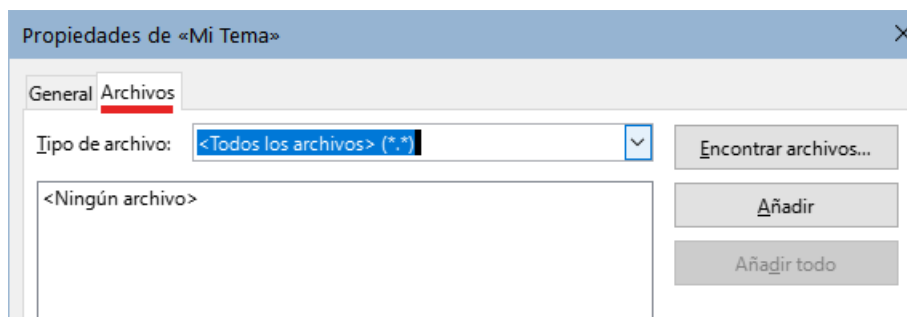 Propiedades de «Mi Tema»
General Archivos
Tipo de archivo: <Todos los archivos> (*.*)
Encontrar archivos...
<Ningún archivo>
Añadir
Añadir todo